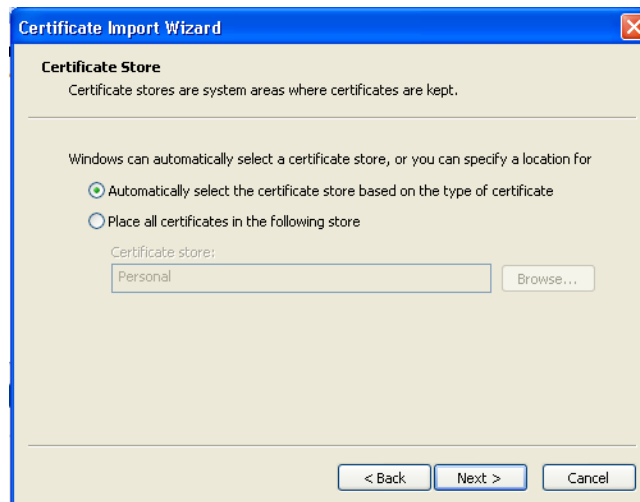 Certificate Import Wizard
Certificate Store
Certificate stores are system areas where certificates are kept.
Windows can automatically select a certificate store, or you can specify a location for
Automatically select the certificate store based on the type of certificate
Place all certificates in the following store
Certificate store:
Personal
Browse...
< Back
Next >
Cancel